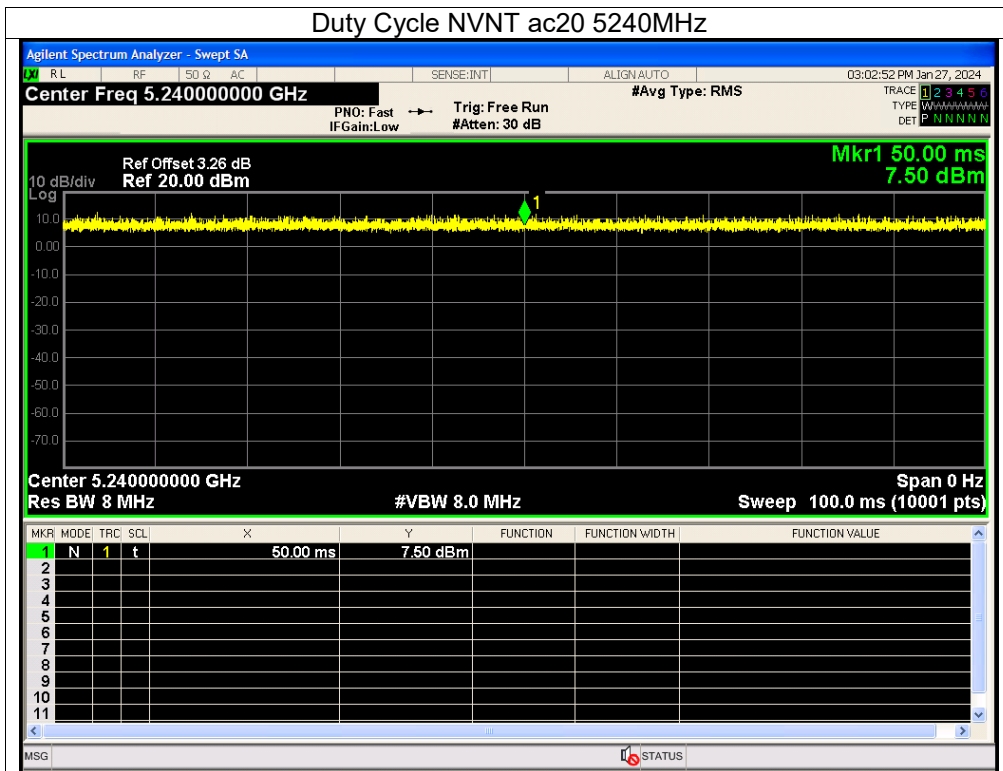 Duty Cycle NVNT ac20 5240MHz
Agilent Spectrum Analyzer - Swept SA
LXI RL RF 50 Ω AC SENSE:INT ALIGN AUTO 03:02:52 PM Jan 27, 2024
Center Freq 5.240000000 GHz #Avg Type: RMS TRACE 1 2 3 4 5 6
PNO: Fast Trig: Free Run TYPE WWWWWW
IFGain:Low #Atten: 30 dB DET P N N N N N
Mkr1 50.00 ms
Ref Offset 3.26 dB
10 dB/div Ref 20.00 dBm 7.50 dBm
Log
1
10.0
0.00
-10.0
-20.0
-30.0
-40.0
-50.0
-60.0
-70.0
Center 5.240000000 GHz Span 0 Hz
Res BW 8 MHz #VBW 8.0 MHz Sweep 100.0 ms (10001 pts)
MKR MODE TRC SCL X Y FUNCTION FUNCTION WIDTH FUNCTION VALUE
1 N 1 t 50.00 ms 7.50 dBm
2
3
4
5
6
7
8
9
10
11
MSG STATUS